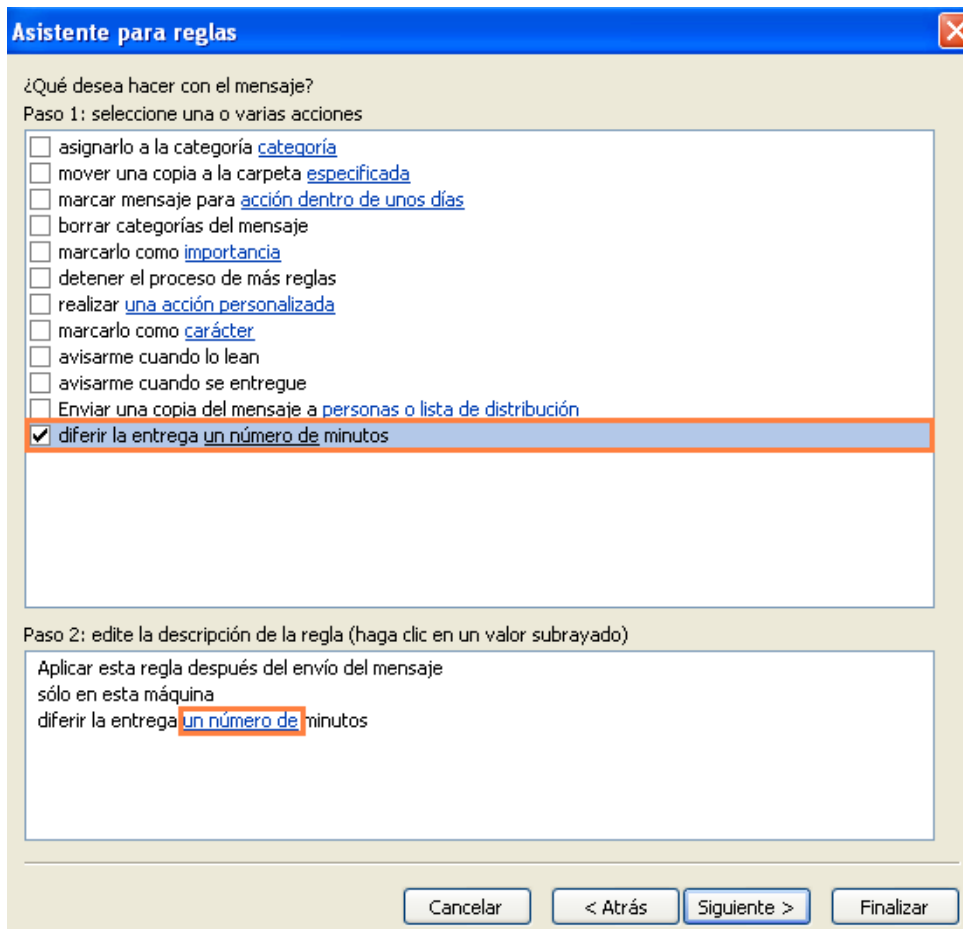 Asistente para reglas
¿Qué desea hacer con el mensaje?
Paso 1: seleccione una o varias acciones
asignarlo a la categoría categoría
mover una copia a la carpeta especificada
marcar mensaje para acción dentro de unos días
borrar categorías del mensaje
marcarlo como importancia
detener el proceso de más reglas
realizar una acción personalizada
marcarlo como carácter
avisarme cuando lo lean
avisarme cuando se entregue
Enviar una copia del mensaje a personas o lista de distribución
diferir la entrega un número de minutos
Paso 2: edite la descripción de la regla (haga clic en un valor subrayado)
Aplicar esta regla después del envío del mensaje
sólo en esta máquina
diferir la entrega un número de minutos
Cancelar < Atrás Siguiente > Finalizar